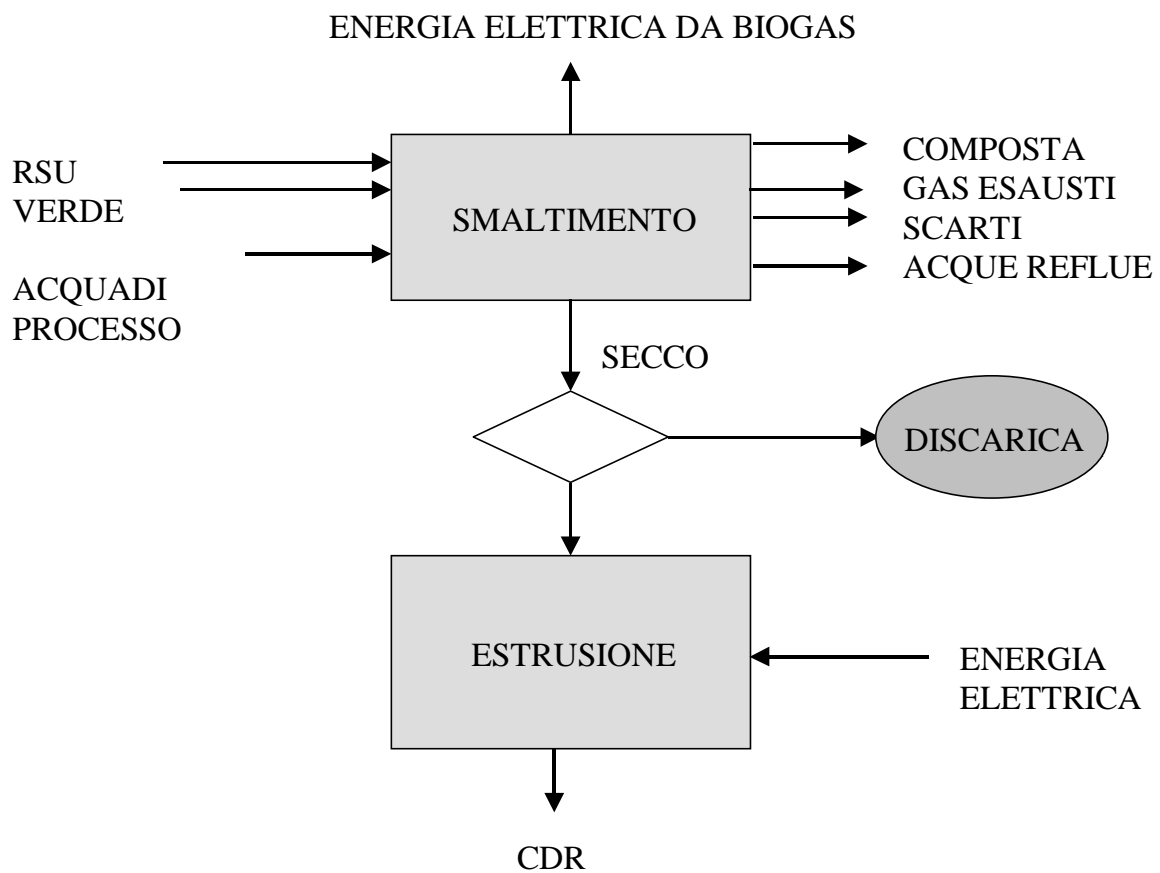 ENERGIA ELETTRICA DA BIOGAS
RSU
VERDE
ACQUADI
PROCESSO
SMALTIMENTO
COMPOSTA
GAS ESAUSTI
SCARTI
ACQUE REFLUE
SECCO
DISCARICA
ESTRUSIONE
ENERGIA
ELETTRICA
CDR